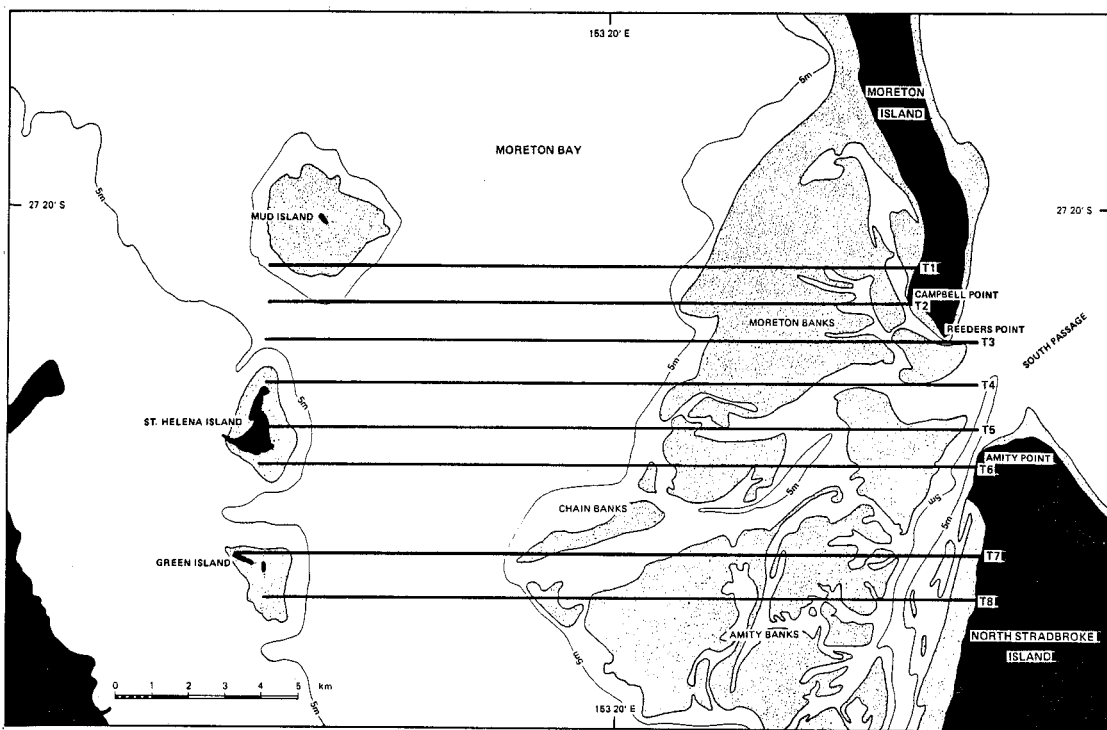 153 20' E
5m
MORETON
ISLAND
MORETON BAY
5m
27 20' S
MUD ISLAND
27 20' S
T1
CAMPBELL POINT
T2
MORETON BANKS
REEDERS POINT
T3
SOUTH PASSAGE
5m
T4
5m
ST. HELENA ISLAND
T5
AMITY POINT
T6
5m
5m
CHAIN BANKS
T7
GREEN ISLAND
T8
AMITY BANKS
NORTH STRADBROKE
ISLAND
5m
0 1 2 3 4 5 km
5m
153 20' E